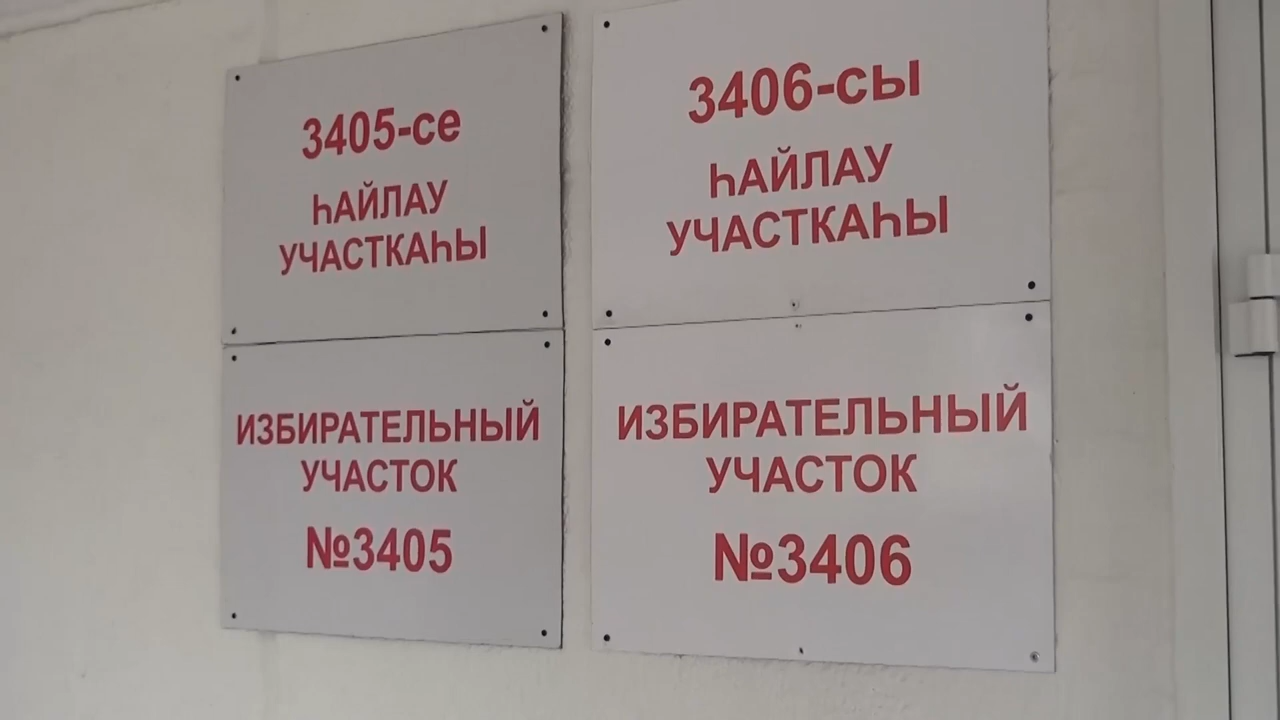 3405-се
ҺАЙЛАУ
УЧАСТКАҺЫ
ИЗБИРАТЕЛЬНЫЙ
УЧАСТОК
№3405
3406-сы
ҺАЙЛАУ
УЧАСТКАҺЫ
ИЗБИРАТЕЛЬНЫЙ
УЧАСТОК
№3406